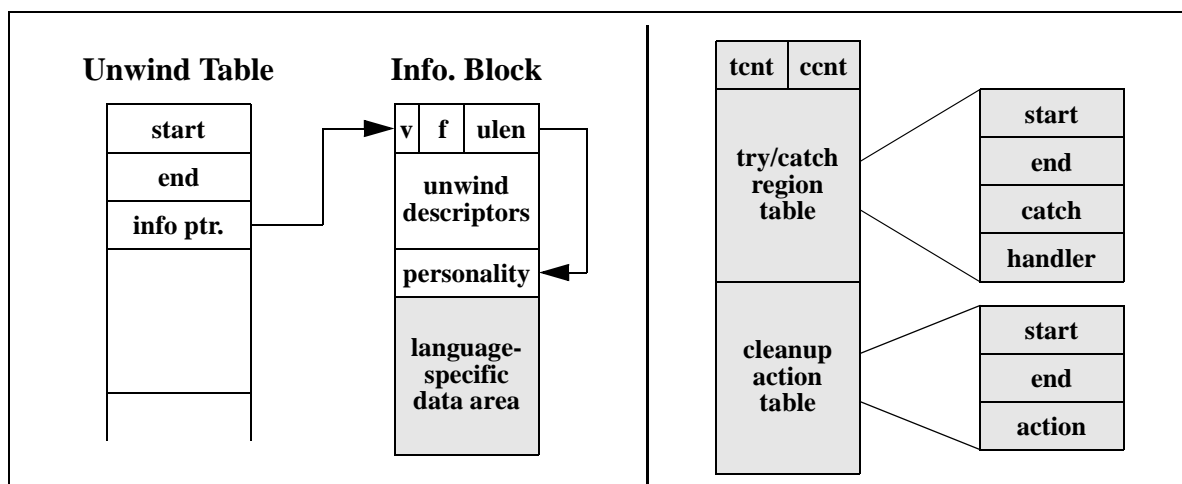 Unwind Table
start
end
info ptr.
Info. Block
v f ulen
unwind
descriptors
personality
language-
specific
data area
tcnt ccnt
try/catch
region
table
cleanup
action
table
start
end
catch
handler
start
end
action